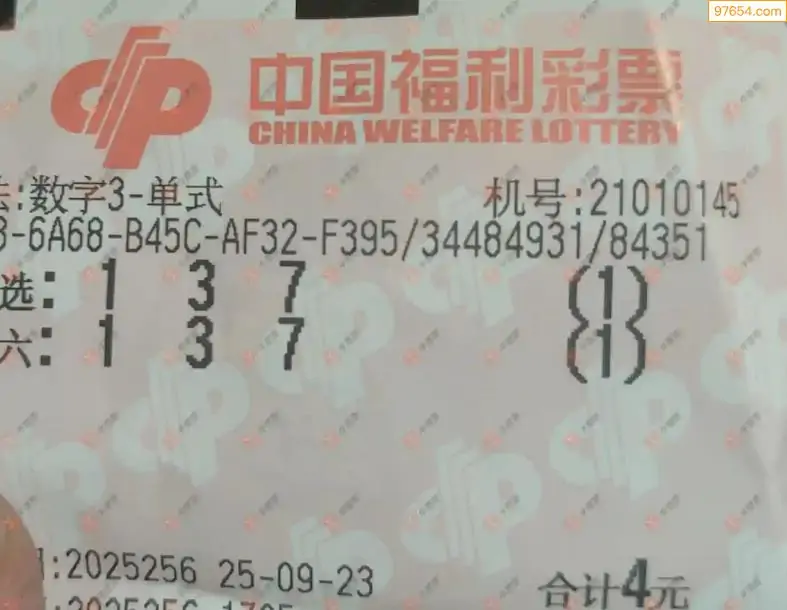 97654.com
中国福利彩票
CHINA WELFARE LOTTERY
:数字3-单式 机号:21010145
-6A68-B45C-AF32-F395/34484931/84351
选: 1 3 7 (1)
六: 1 3 7 (1)
:2025256 25-09-23 合计4元